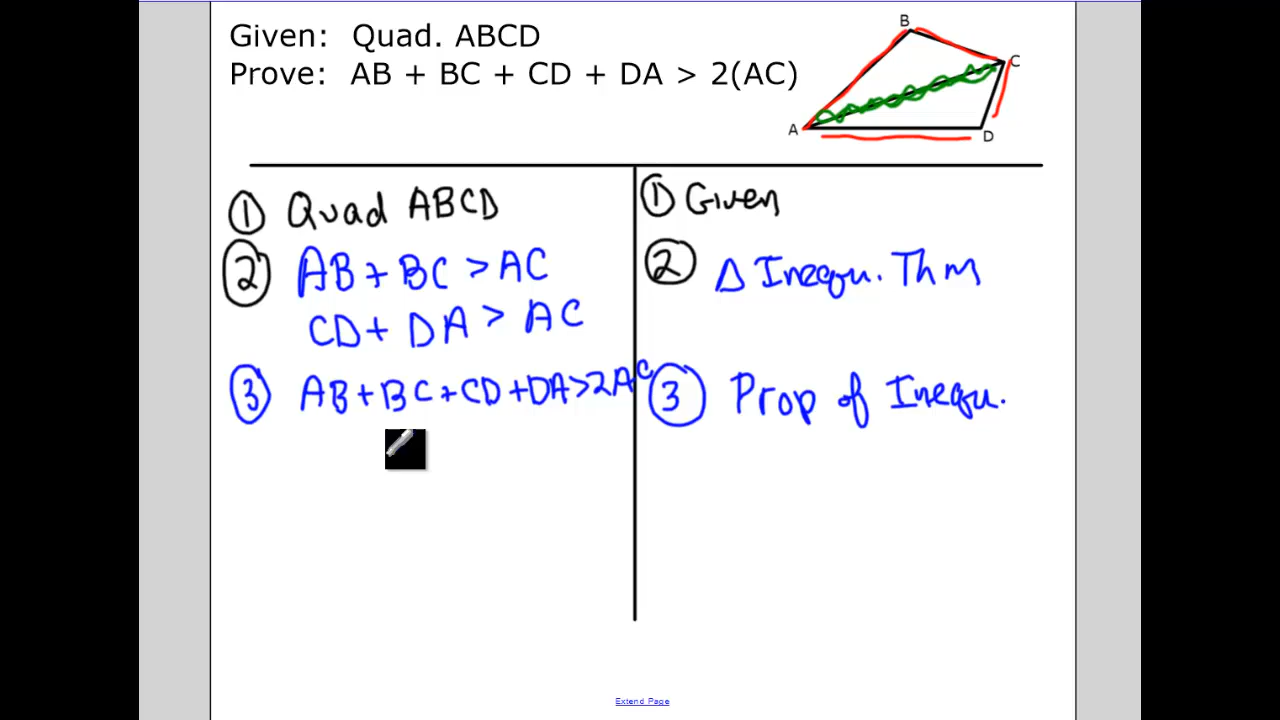 Given: Quad. ABCD
Prove: AB + BC + CD + DA > 2(AC)
B
C
A
D
① Quad ABCD
① Given
② AB + BC > AC
CD + DA > AC
② Δ Inequ. Thm
③ AB + BC + CD + DA > 2AC
③ Prop of Inequ.
Extend Page